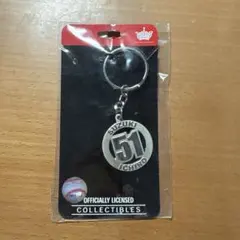 SUZUKI
51
ICHIRO
OFFICIALLY LICENSED
COLLECTIBLES